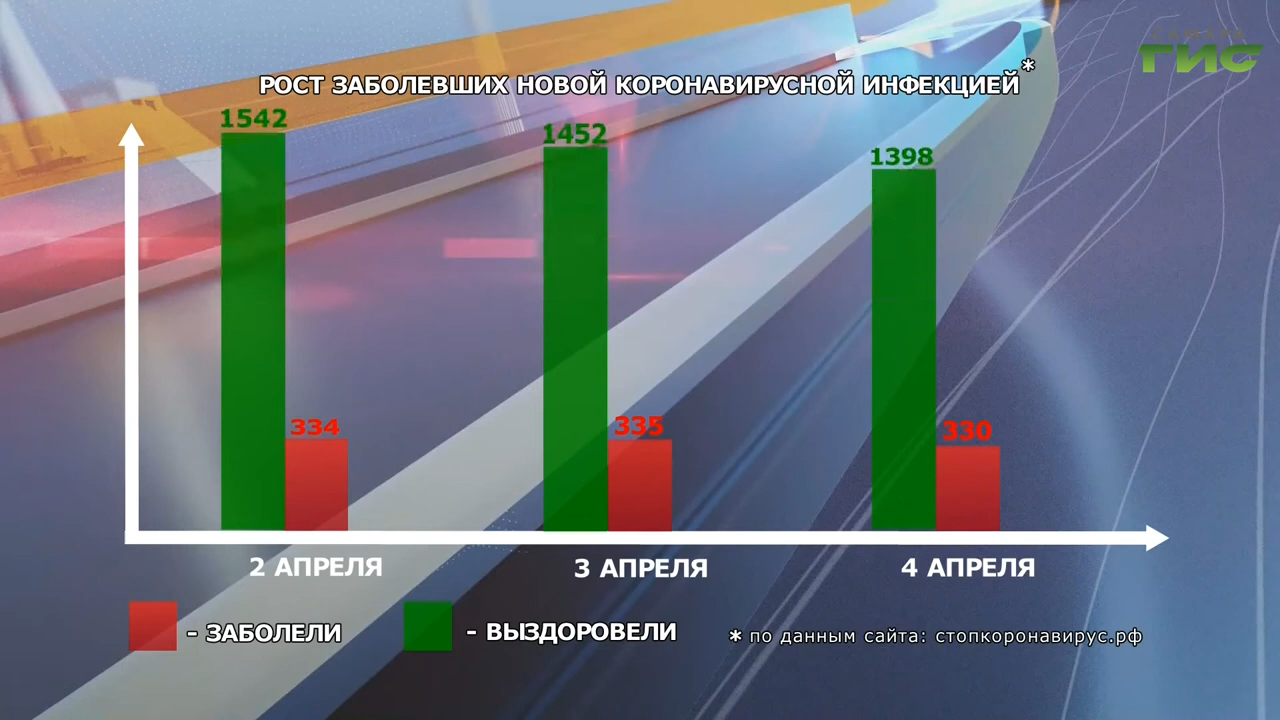 САМАРА
ГИС
РОСТ ЗАБОЛЕВШИХ НОВОЙ КОРОНАВИРУСНОЙ ИНФЕКЦИЕЙ*
1542
1452
1398
334
335
330
2 АПРЕЛЯ
3 АПРЕЛЯ
4 АПРЕЛЯ
- ЗАБОЛЕЛИ
- ВЫЗДОРОВЕЛИ
* по данным сайта: стопкоронавирус.рф